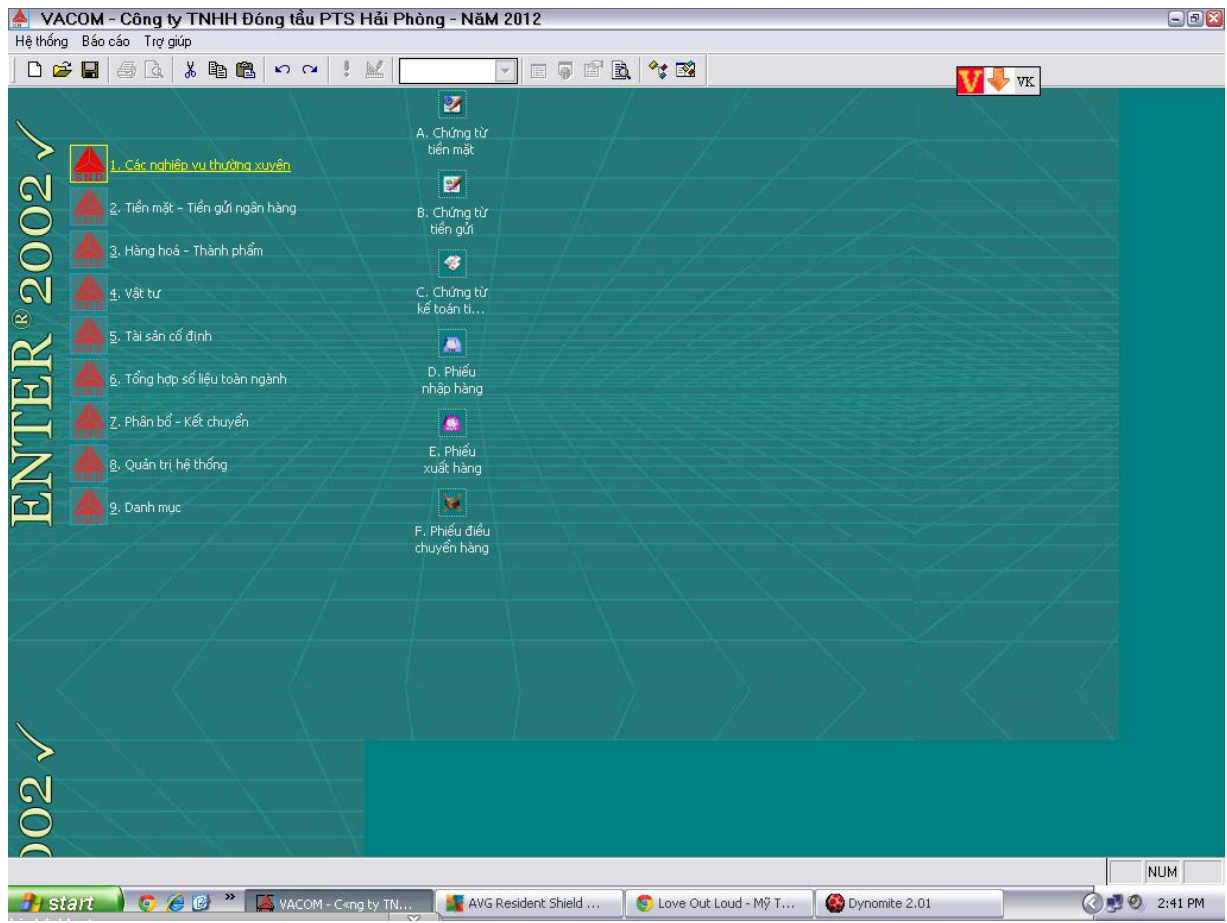 VACOM - Công ty TNHH Đóng tầu PTS Hải Phòng - NăM 2012
Hệ thống Báo cáo Trợ giúp
V VK
ENTER®2002 √
1. Các nghiệp vụ thường xuyên
2. Tiền mặt - Tiền gửi ngân hàng
3. Hàng hoá - Thành phẩm
4. Vật tư
5. Tài sản cố định
6. Tổng hợp số liệu toàn ngành
7. Phân bổ - Kết chuyển
8. Quản trị hệ thống
9. Danh mục
A. Chứng từ
tiền mặt
B. Chứng từ
tiền gửi
C. Chứng từ
kế toán ti...
D. Phiếu
nhập hàng
E. Phiếu
xuất hàng
F. Phiếu điều
chuyển hàng
002 √
NUM
start
VACOM - C«ng ty TN...
AVG Resident Shield ...
Love Out Loud - Mỹ T...
Dynomite 2.01
2:41 PM